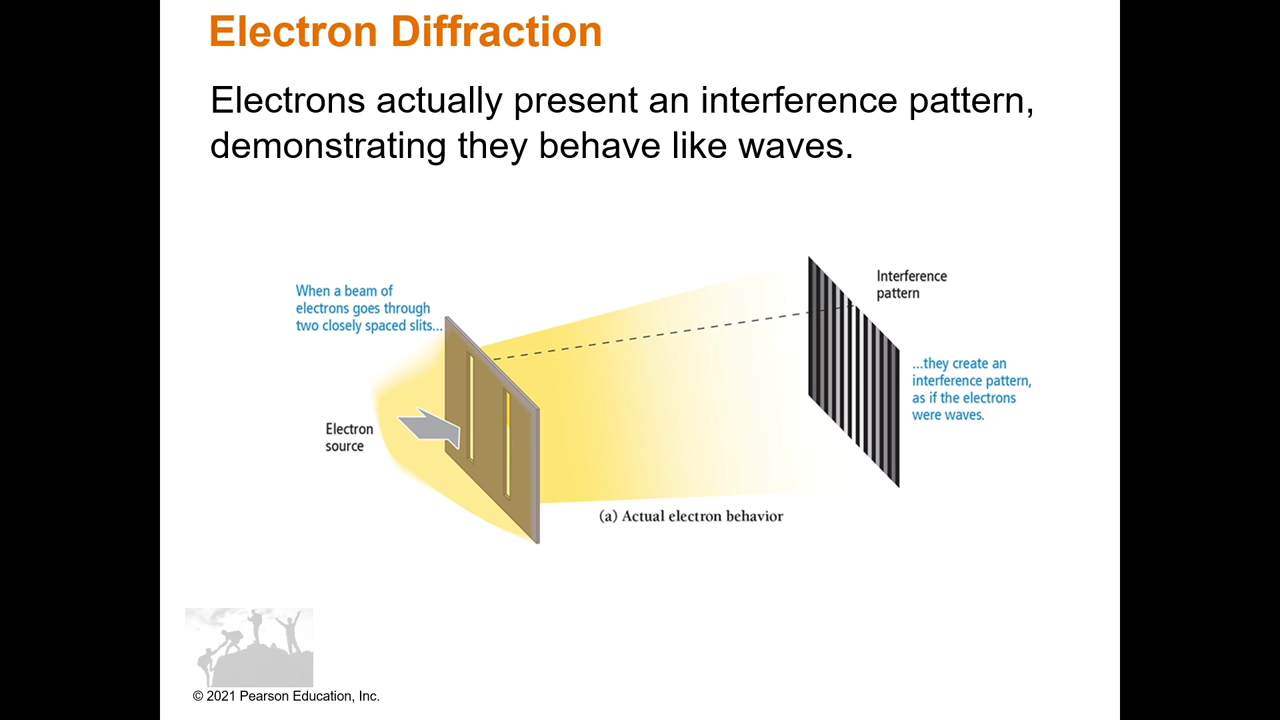 Electron Diffraction
Electrons actually present an interference pattern,
demonstrating they behave like waves.
When a beam of
electrons goes through
two closely spaced slits...
Interference
pattern
...they create an
interference pattern,
as if the electrons
were waves.
Electron
source
(a) Actual electron behavior
© 2021 Pearson Education, Inc.